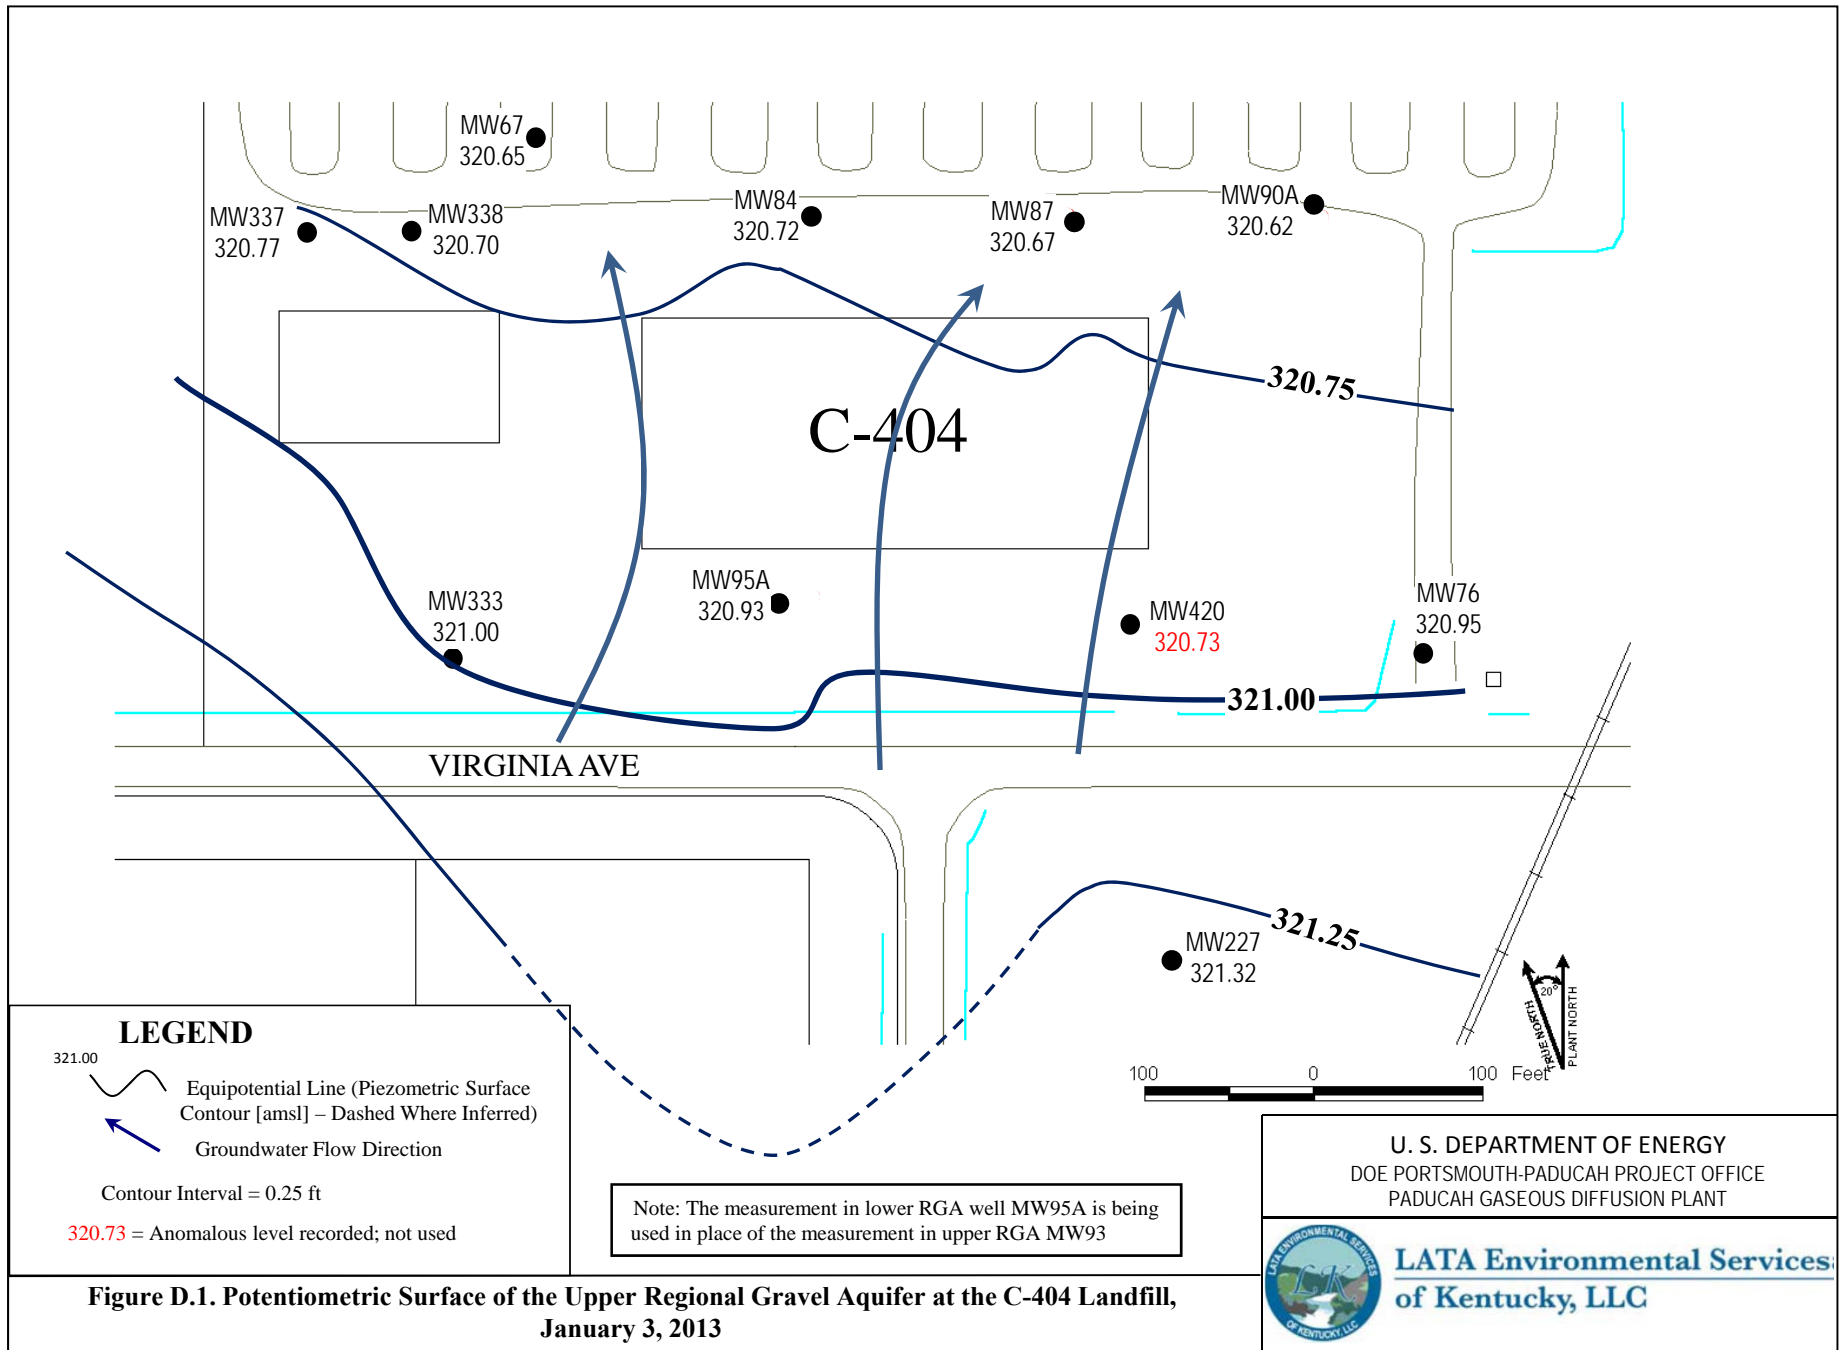 MW67
320.65
MW337
320.77
MW338
320.70
MW84
320.72
MW87
320.67
MW90A
320.62
320.75
C-404
MW333
321.00
MW95A
320.93
MW420
320.73
MW76
320.95
321.00
VIRGINIA AVE
321.25
MW227
321.32
20°
TRUE NORTH
PLANT NORTH
100 0 100 Feet
LEGEND
321.00
Equipotential Line (Piezometric Surface
Contour [amsl] – Dashed Where Inferred)
Groundwater Flow Direction
Contour Interval = 0.25 ft
320.73 = Anomalous level recorded; not used
Note: The measurement in lower RGA well MW95A is being
used in place of the measurement in upper RGA MW93
U. S. DEPARTMENT OF ENERGY
DOE PORTSMOUTH-PADUCAH PROJECT OFFICE
PADUCAH GASEOUS DIFFUSION PLANT
LATA ENVIRONMENTAL SERVICES
LK
OF KENTUCKY, LLC
LATA Environmental Services
of Kentucky, LLC
Figure D.1. Potentiometric Surface of the Upper Regional Gravel Aquifer at the C-404 Landfill,
January 3, 2013